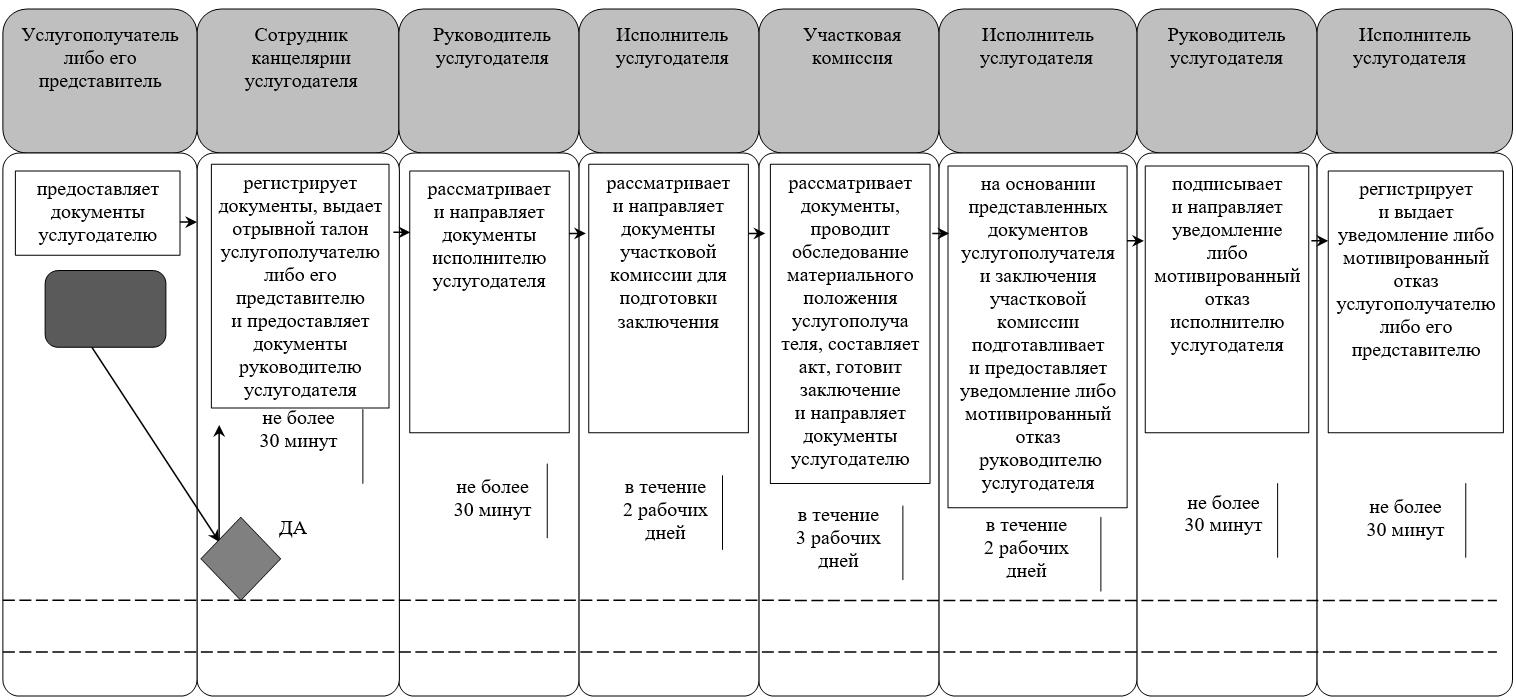 Услугополучатель
либо его
представитель
Сотрудник
канцелярии
услугодателя
Руководитель
услугодателя
Исполнитель
услугодателя
Участковая
комиссия
Исполнитель
услугодателя
Руководитель
услугодателя
Исполнитель
услугодателя
предоставляет
документы
услугодателю
регистрирует
документы, выдает
отрывной талон
услугополучателю
либо его
представителю
и предоставляет
документы
руководителю
услугодателя
не более
30 минут
ДА
рассматривает
и направляет
документы
исполнителю
услугодателя
не более
30 минут
рассматривает
и направляет
документы
участковой
комиссии для
подготовки
заключения
в течение
2 рабочих
дней
рассматривает
документы,
проводит
обследование
материального
положения
услугополуча
теля, составляет
акт, готовит
заключение
и направляет
документы
услугодателю
в течение
3 рабочих
дней
на основании
представленных
документов
услугополучателя
и заключения
участковой
комиссии
подготавливает
и предоставляет
уведомление либо
мотивированный
отказ
руководителю
услугодателя
в течение
2 рабочих
дней
подписывает
и направляет
уведомление
либо
мотивированный
отказ
исполнителю
услугодателя
не более
30 минут
регистрирует
и выдает
уведомление либо
мотивированный
отказ
услугополучателю
либо его
представителю
не более
30 минут